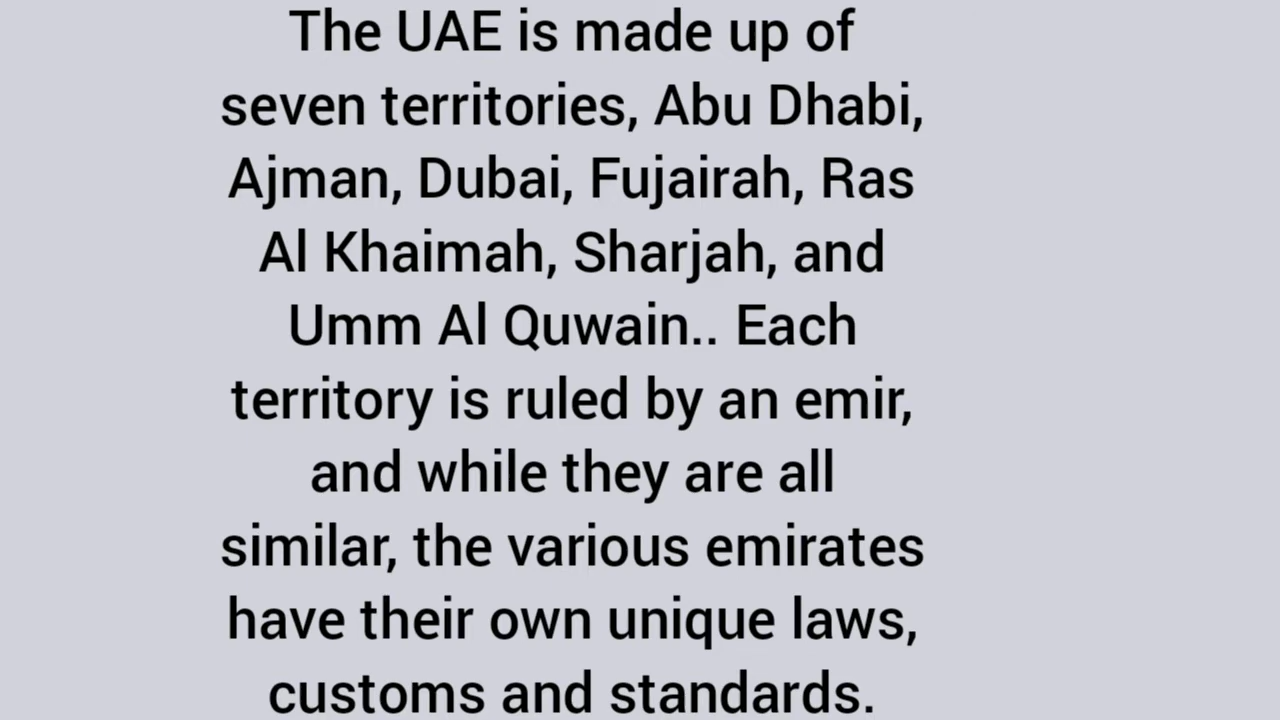 The UAE is made up of
seven territories, Abu Dhabi,
Ajman, Dubai, Fujairah, Ras
Al Khaimah, Sharjah, and
Umm Al Quwain.. Each
territory is ruled by an emir,
and while they are all
similar, the various emirates
have their own unique laws,
customs and standards.